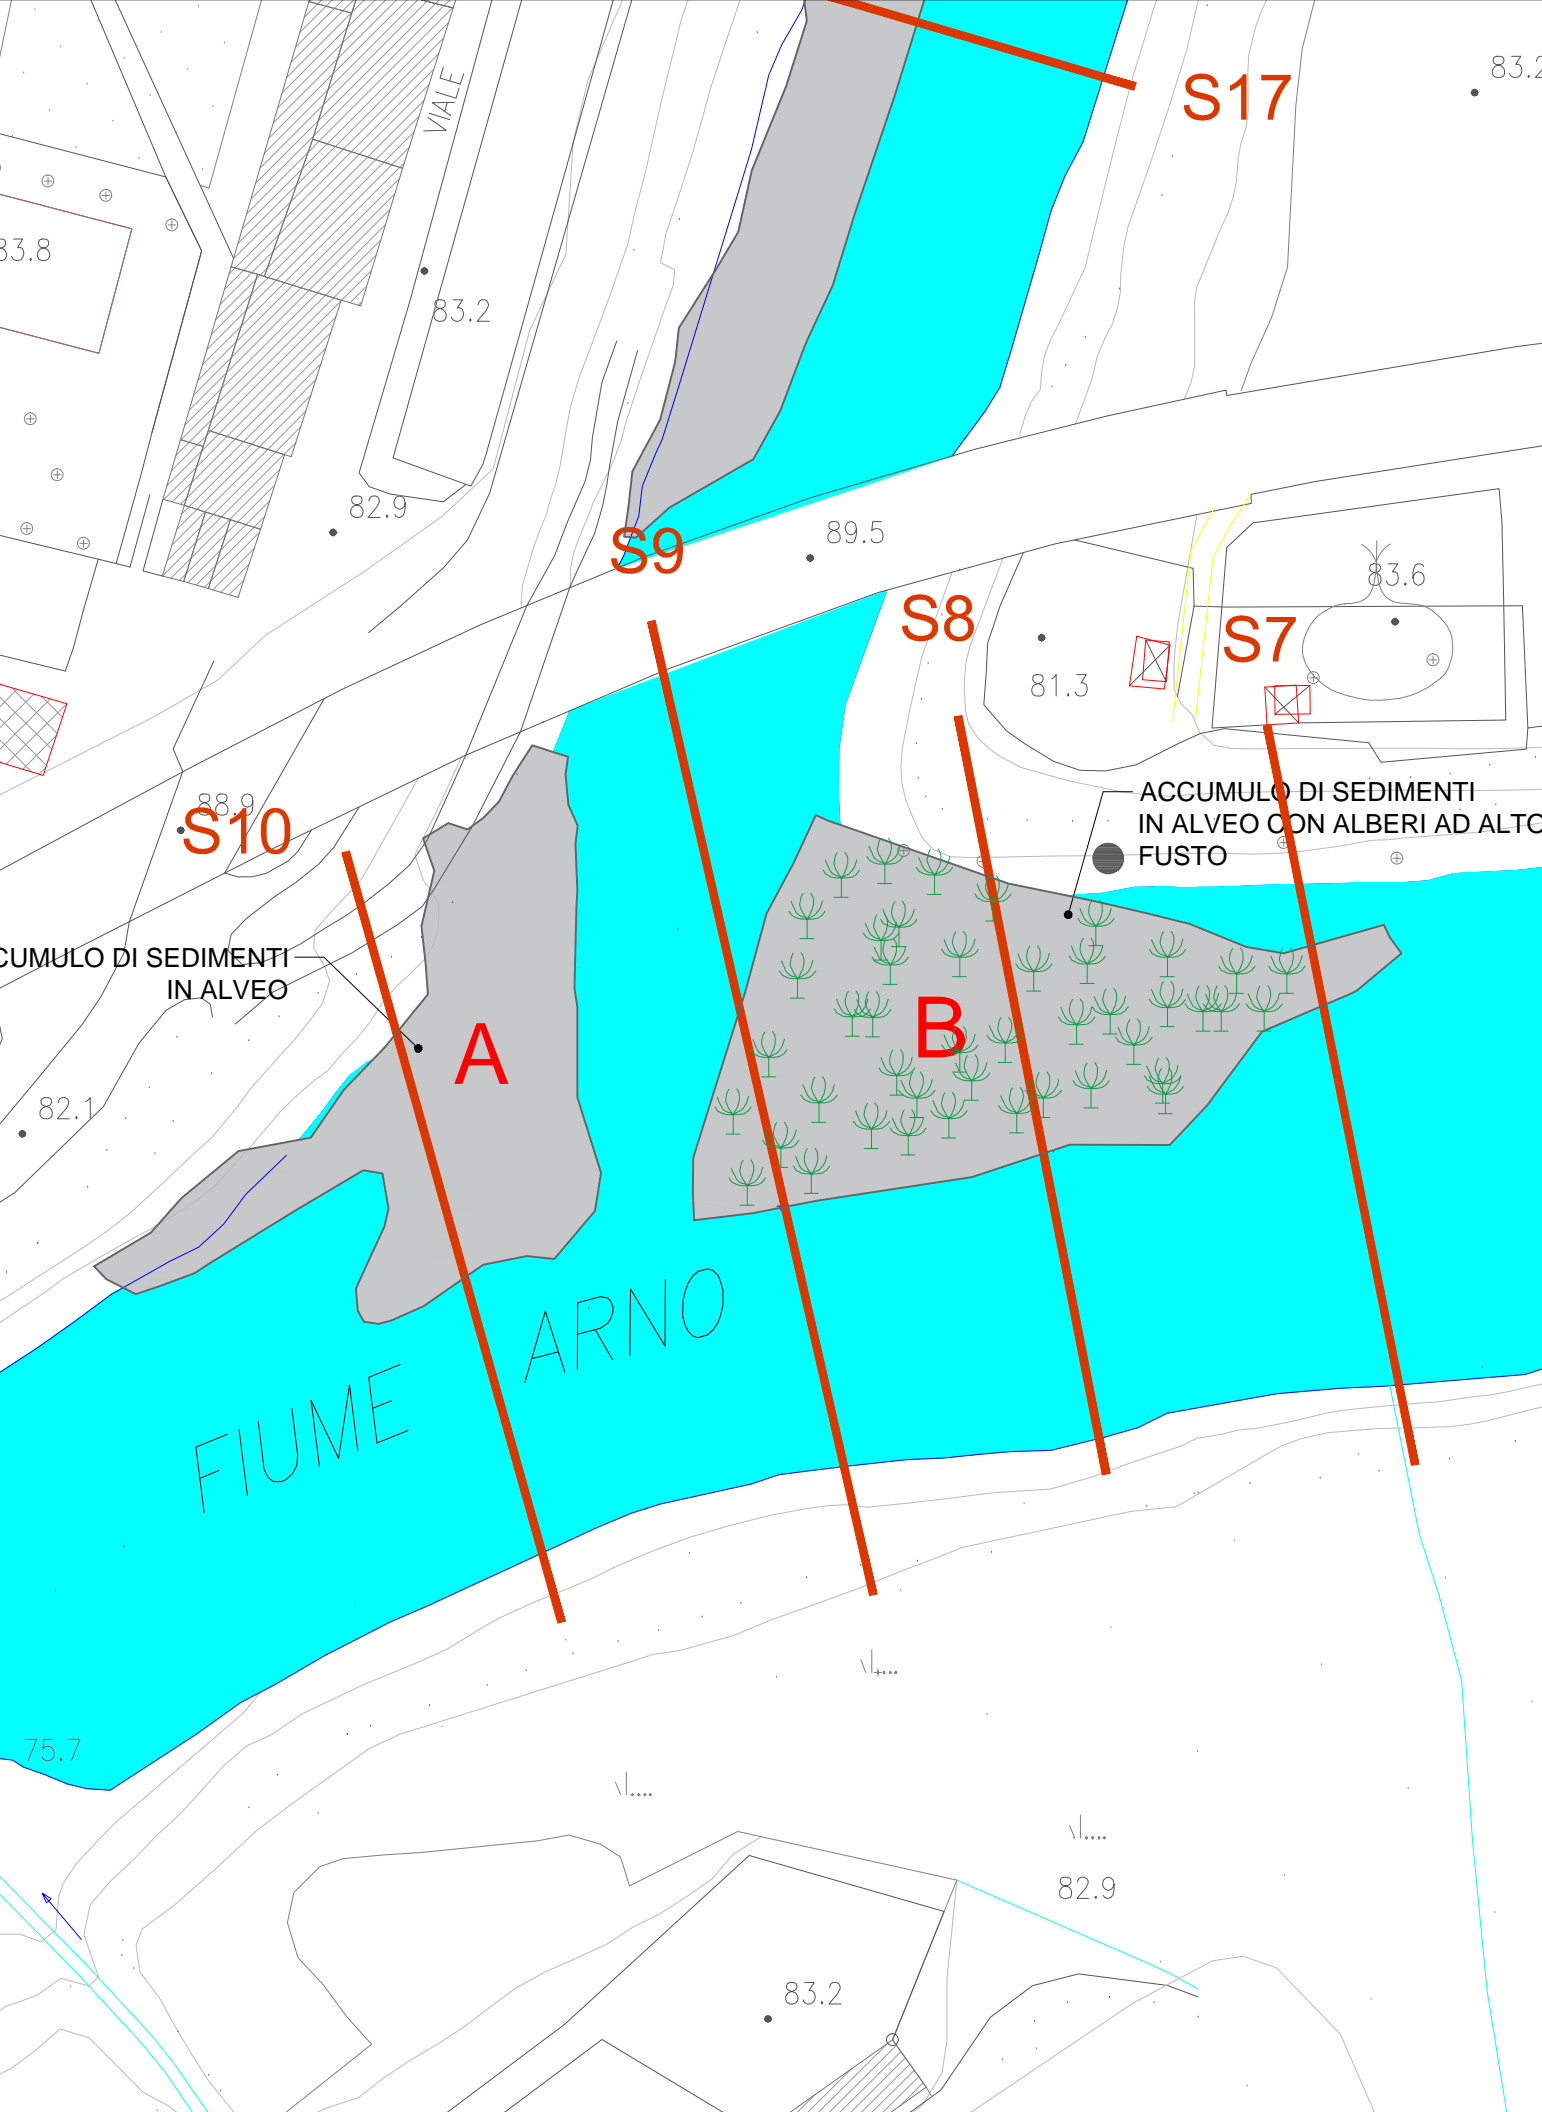 83.2
S17
VIALE
83.8
83.2
82.9
89.5
S9
83.6
S8
S7
81.3
88.9
S10
ACCUMULO DI SEDIMENTI
IN ALVEO CON ALBERI AD ALTO
FUSTO
CUMULO DI SEDIMENTI
IN ALVEO
A
B
82.1
FIUME ARNO
75.7
82.9
83.2